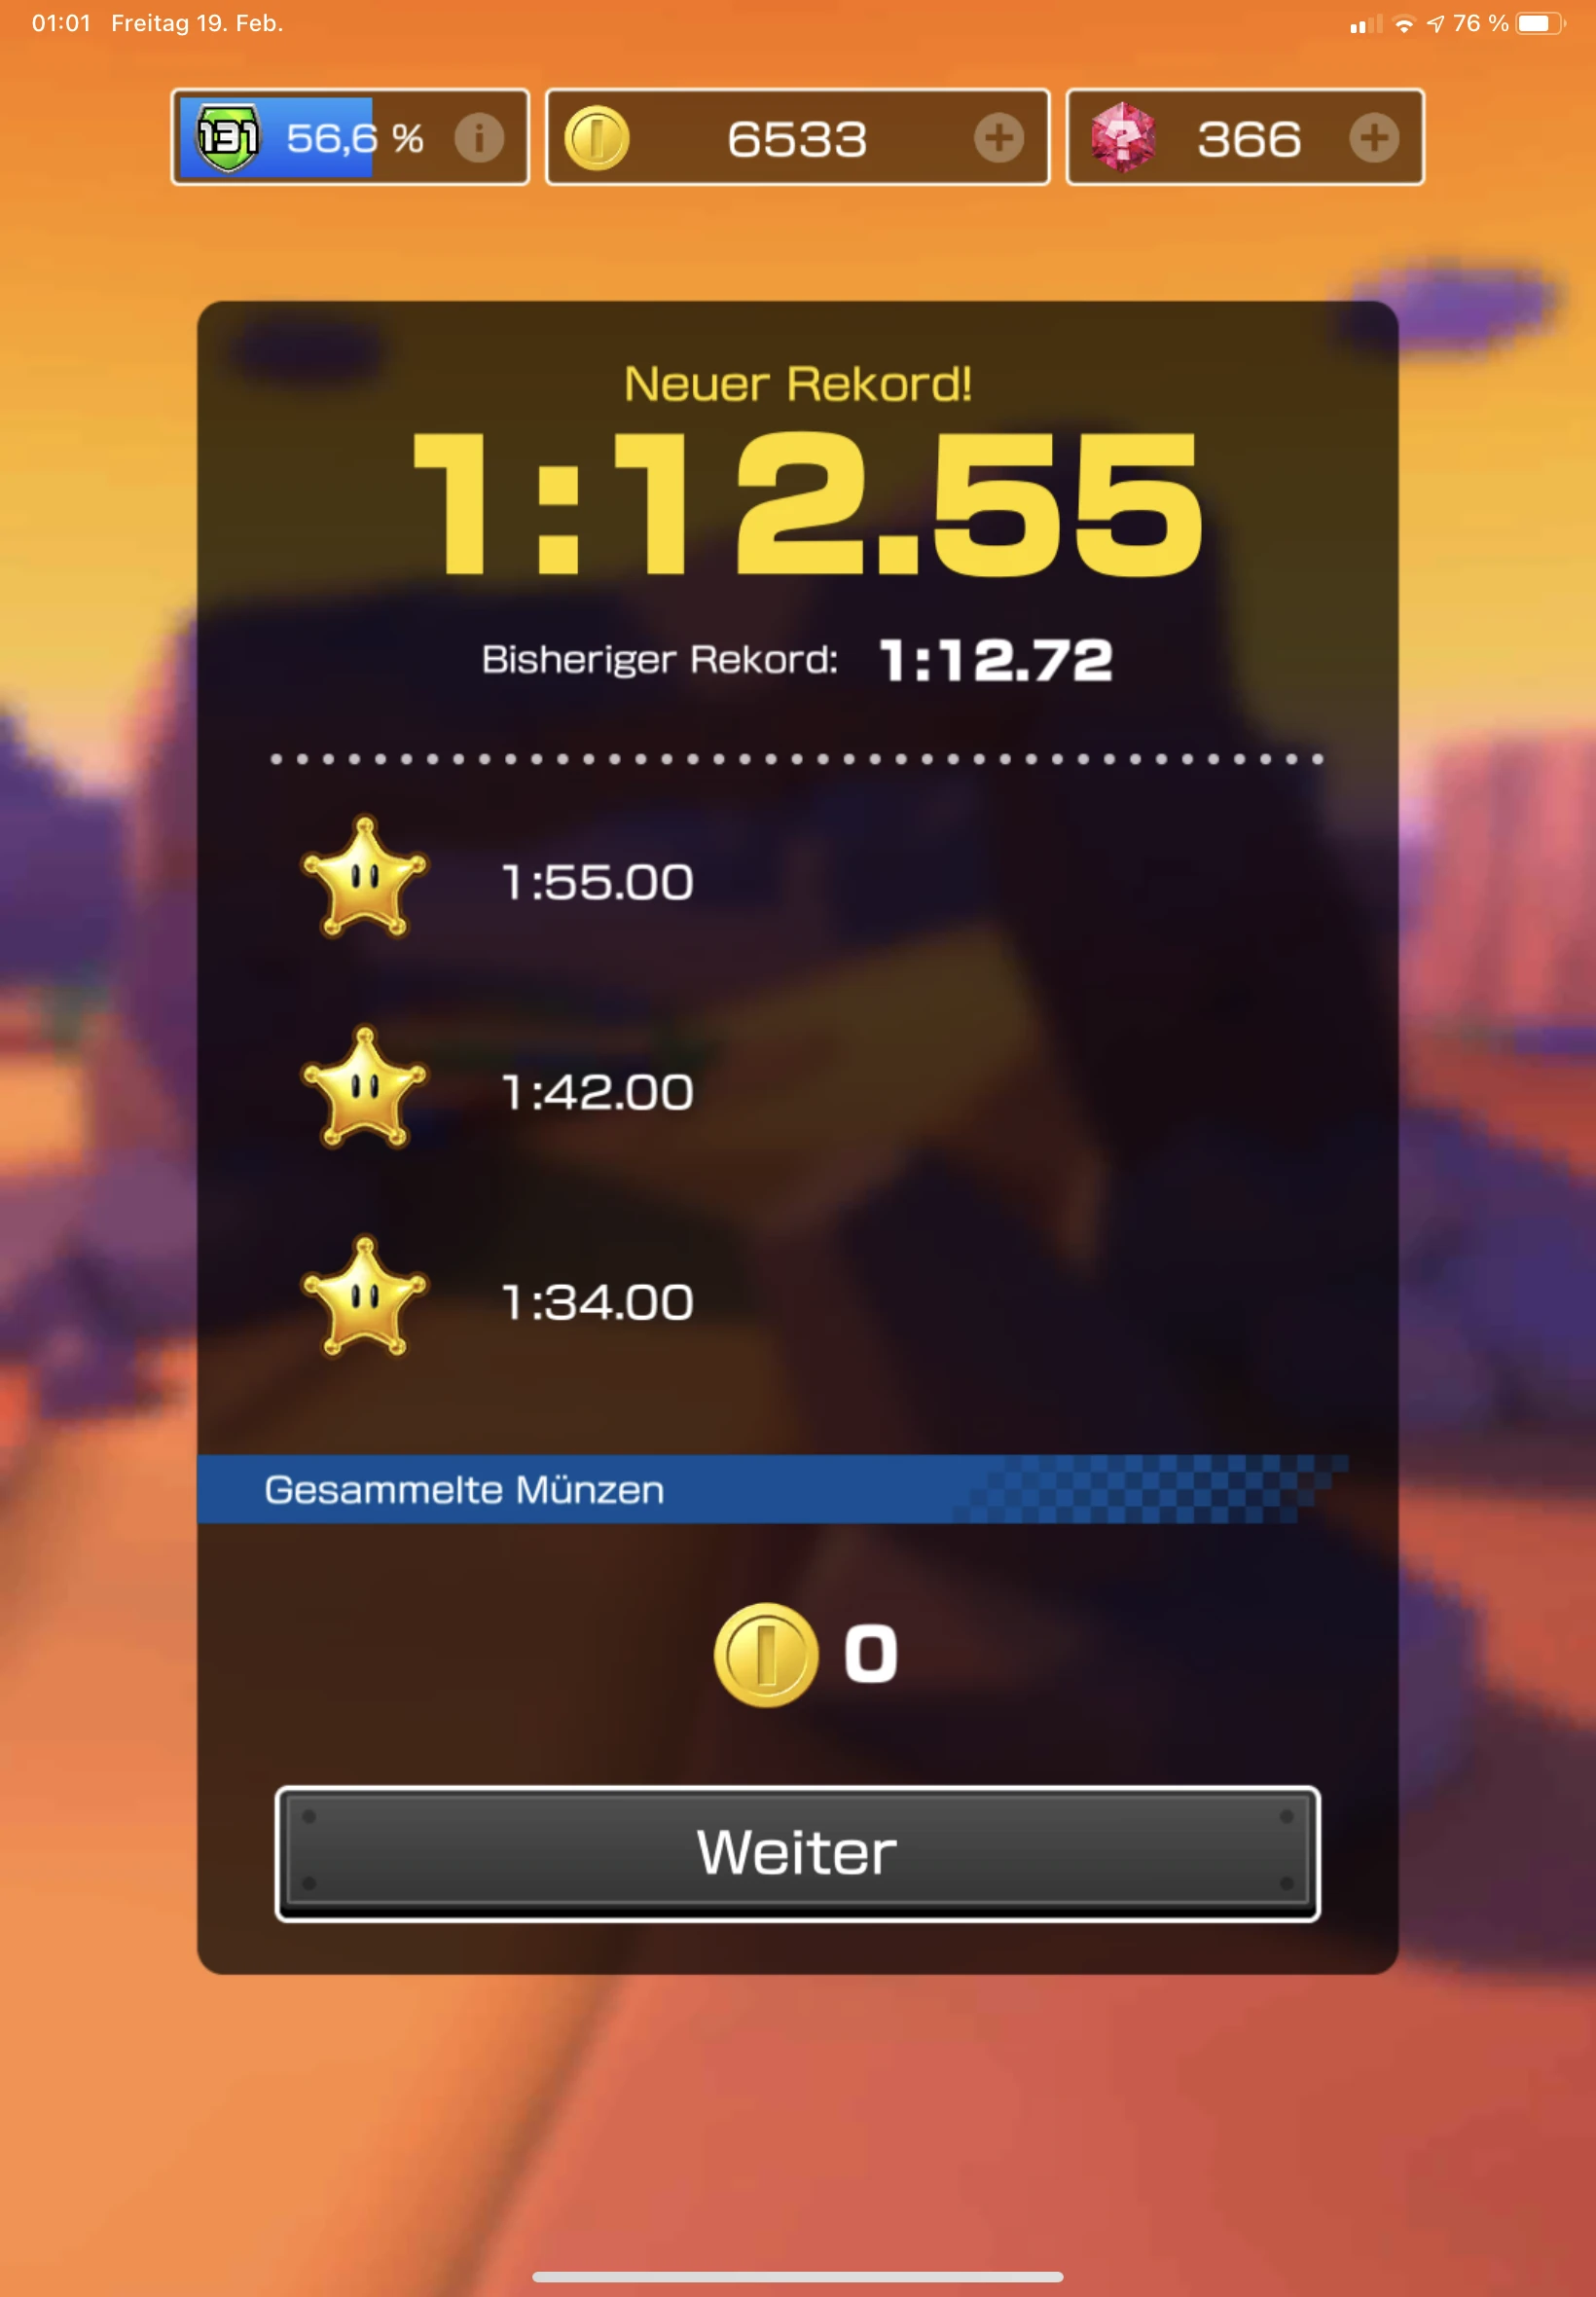 01:01 Freitag 19. Feb. 76 %
131 56,6 % i 6533 + ? 366 +
Neuer Rekord!
1:12.55
Bisheriger Rekord: 1:12.72
1:55.00
1:42.00
1:34.00
Gesammelte Münzen
0
Weiter